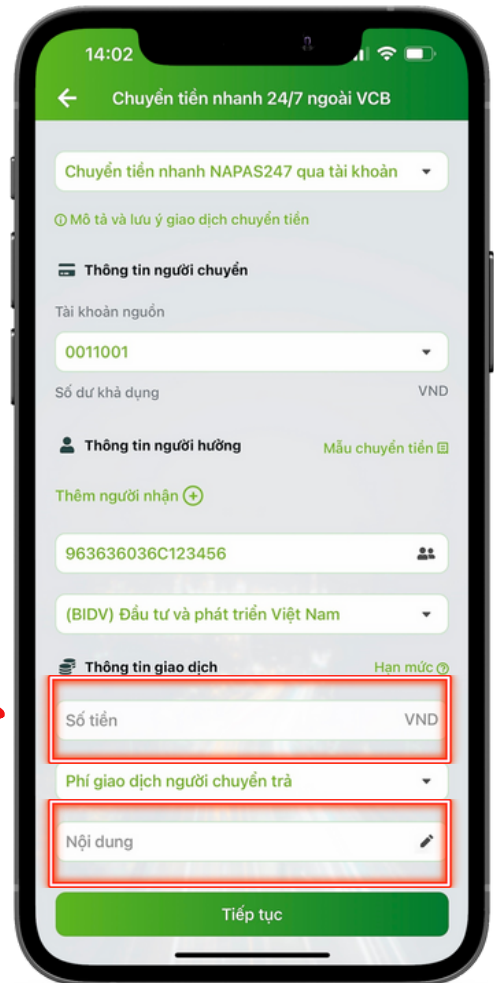 14:02
Chuyển tiền nhanh 24/7 ngoài VCB
Chuyển tiền nhanh NAPAS247 qua tài khoản
Mô tả và lưu ý giao dịch chuyển tiền
Thông tin người chuyển
Tài khoản nguồn
0011001
Số dư khả dụng VND
Thông tin người hưởng Mẫu chuyển tiền
Thêm người nhận
963636036C123456
(BIDV) Đầu tư và phát triển Việt Nam
Thông tin giao dịch Hạn mức
Số tiền VND
Phí giao dịch người chuyển trả
Nội dung
Tiếp tục